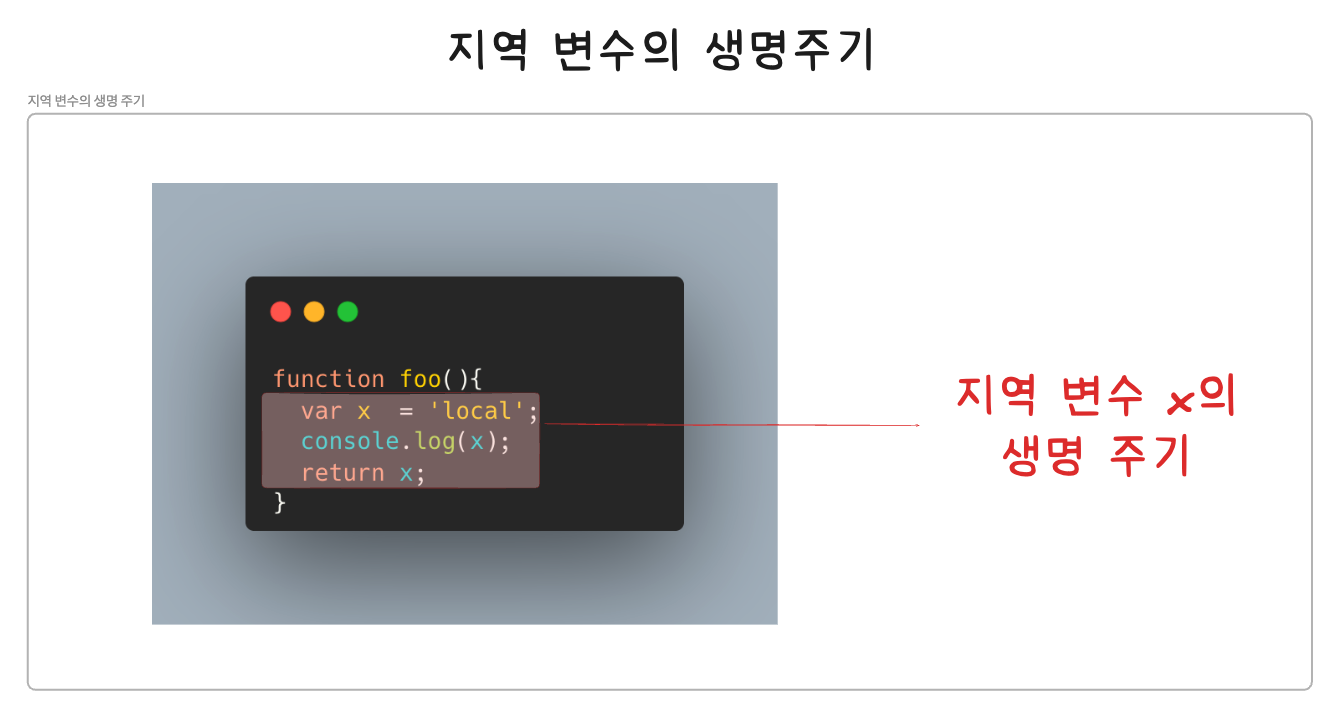 지역 변수의 생명주기
지역 변수의 생명 주기
function foo(){
  var x  = 'local';
  console.log(x);
  return x;
}
지역 변수 x의
생명 주기